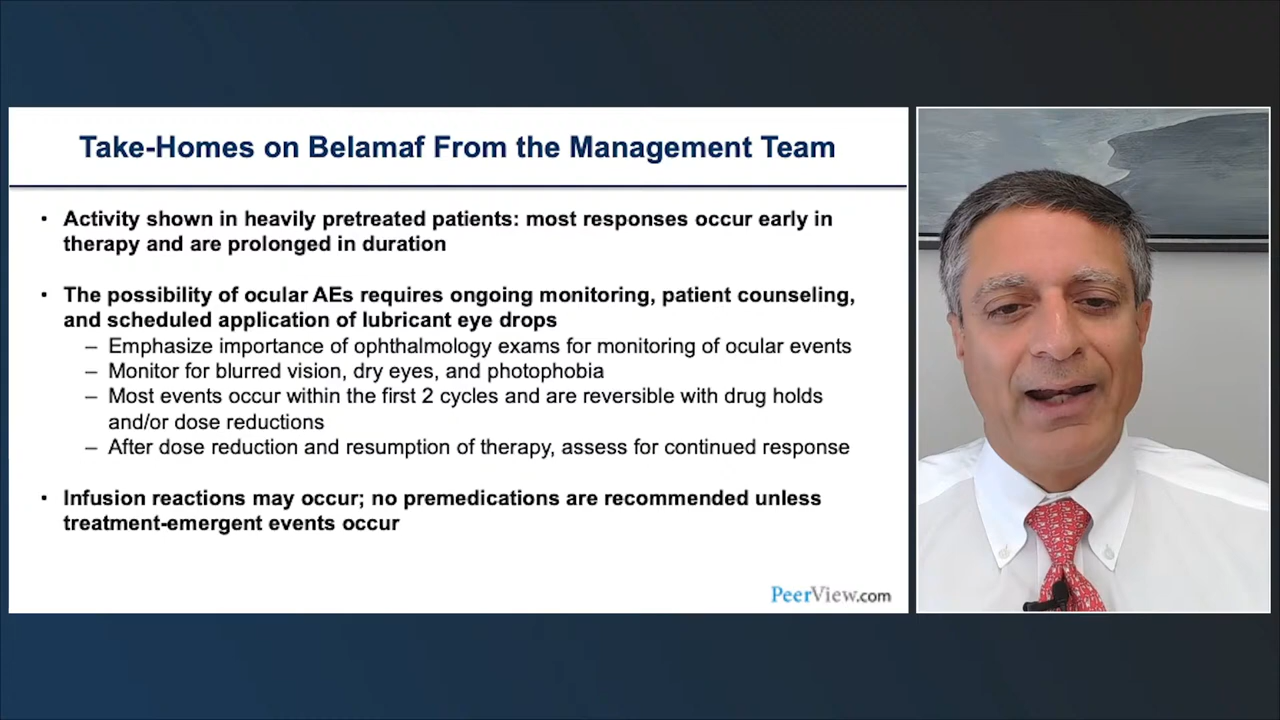 Take-Homes on Belamaf From the Management Team
• Activity shown in heavily pretreated patients: most responses occur early in
therapy and are prolonged in duration
• The possibility of ocular AEs requires ongoing monitoring, patient counseling,
and scheduled application of lubricant eye drops
– Emphasize importance of ophthalmology exams for monitoring of ocular events
– Monitor for blurred vision, dry eyes, and photophobia
– Most events occur within the first 2 cycles and are reversible with drug holds
and/or dose reductions
– After dose reduction and resumption of therapy, assess for continued response
• Infusion reactions may occur; no premedications are recommended unless
treatment-emergent events occur
PeerView.com